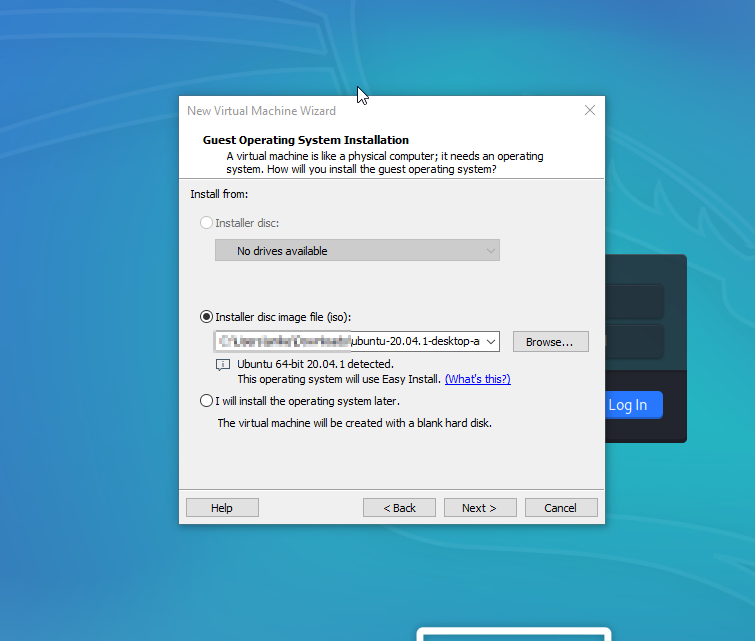 New Virtual Machine Wizard
Guest Operating System Installation
A virtual machine is like a physical computer; it needs an operating
system. How will you install the guest operating system?
Install from:
Installer disc:
No drives available
Installer disc image file (iso):
\ubuntu-20.04.1-desktop-a
Browse...
Ubuntu 64-bit 20.04.1 detected.
This operating system will use Easy Install. (What's this?)
I will install the operating system later.
Log In
The virtual machine will be created with a blank hard disk.
Help
< Back
Next >
Cancel